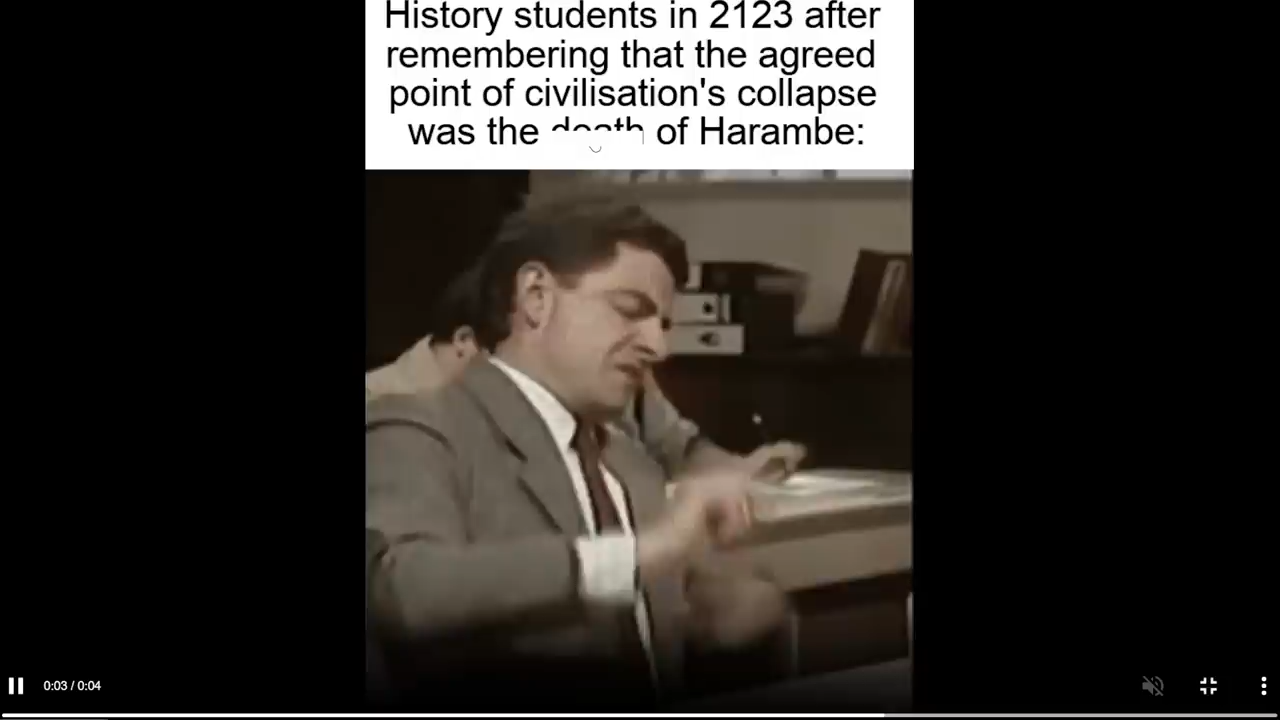 History students in 2123 after
remembering that the agreed
point of civilisation's collapse
was the death of Harambe:
0:03 / 0:04